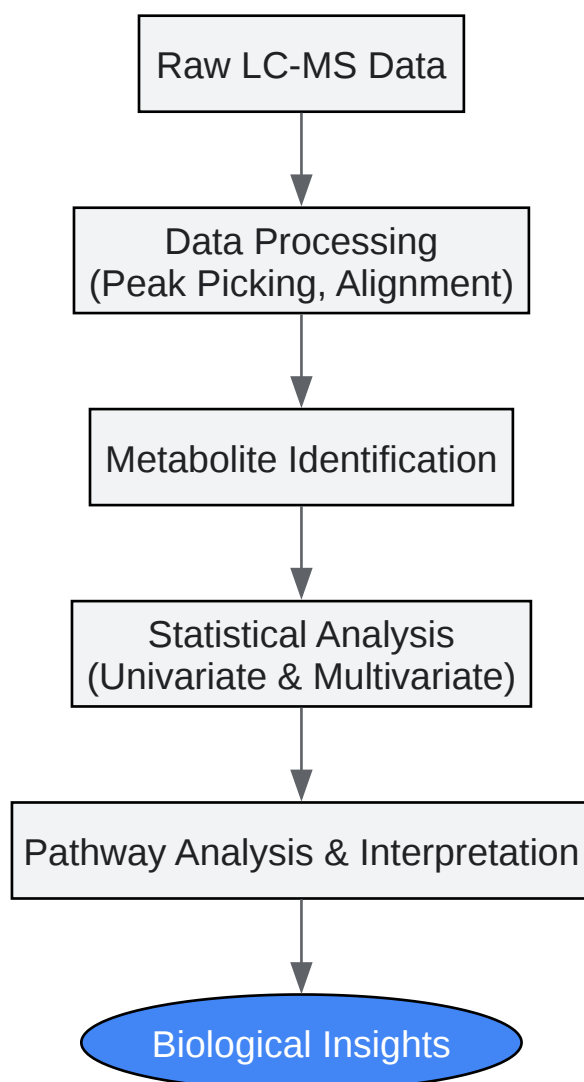 Raw LC-MS Data
Data Processing
(Peak Picking, Alignment)
Metabolite Identification
Statistical Analysis
(Univariate & Multivariate)
Pathway Analysis & Interpretation
Biological Insights